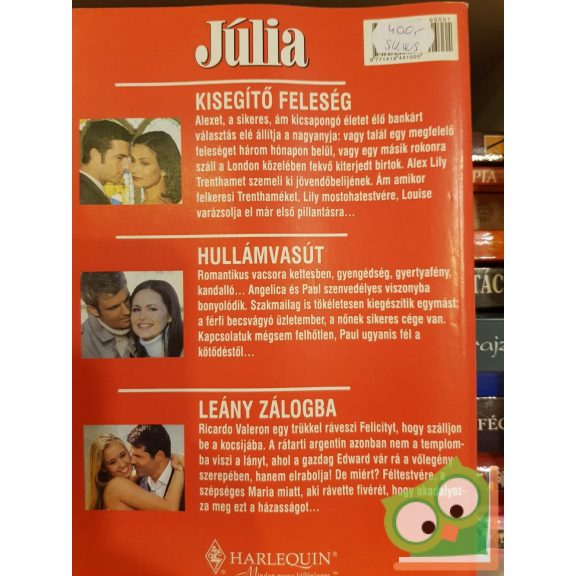 Júlia
400,-
KISEGÍTŐ FELESÉG
Alexet, a sikeres, ám kicsapongó életet élő bankárt
választás elé állítja a nagyanyja: vagy talál egy megfelelő
feleséget három hónapon belül, vagy egy másik rokonra
száll a London közelében fekvő kiterjedt birtok. Alex Lily
Trenthamet szemeli ki jövendőbelijének. Ám amikor
felkeresi Trenthaméket, Lily mostohatestvére, Louise
varázsolja el már első pillantásra...
HULLÁMVASÚT
Romantikus vacsora kettesben, gyengédség, gyertyafény,
kandalló... Angelica és Paul szenvedélyes viszonyba
bonyolódik. Szakmailag is tökéletesen kiegészítik egymást:
a férfi becsvágyó üzletember, a nőnek sikeres cége van.
Kapcsolatuk mégsem felhőtlen, Paul ugyanis fél a
kötődéstől...
LEÁNY ZÁLOGBA
Ricardo Valeron egy trükkel ráveszi Felicityt, hogy szálljon
be a kocsijába. A rátarti argentin azonban nem a templom-
ba viszi a lányt, ahol a gazdag Edward vár rá a vőlegény
szerepében, hanem elrabolja! De miért? Féltestvére, a
szépséges Maria miatt, aki rávette fivérét, hogy akadályoz-
za meg ezt a házasságot...
HARLEQUIN®
PIA
TÁC
rajz
FÉG